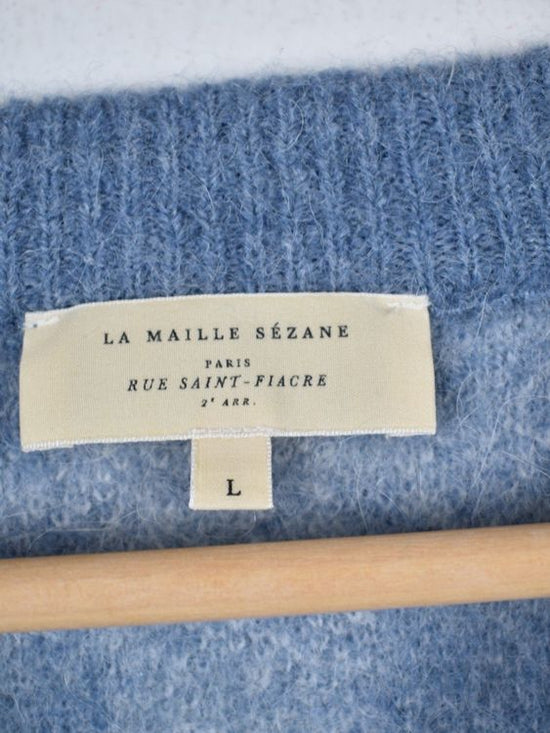 LA MAILLE SÉZANE
PARIS
RUE SAINT-FIACRE
2ᵉ ARR.
L